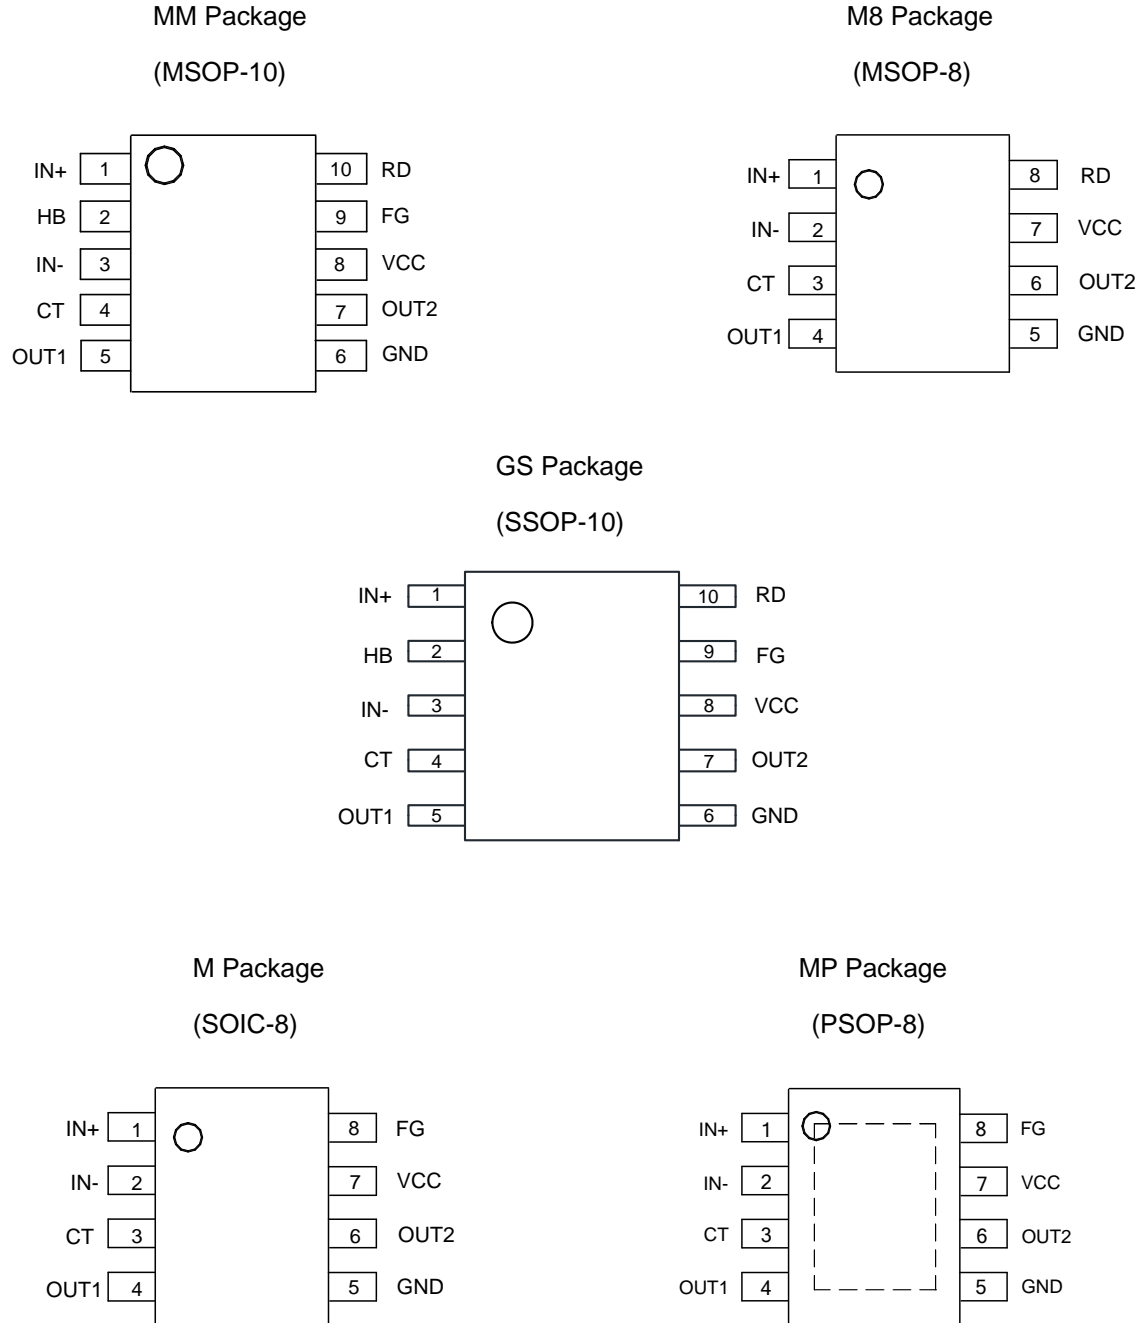 MM Package
(MSOP-10)
IN+ 1 10 RD
HB 2 9 FG
IN- 3 8 VCC
CT 4 7 OUT2
OUT1 5 6 GND
M8 Package
(MSOP-8)
IN+ 1 8 RD
IN- 2 7 VCC
CT 3 6 OUT2
OUT1 4 5 GND
GS Package
(SSOP-10)
IN+ 1 10 RD
HB 2 9 FG
IN- 3 8 VCC
CT 4 7 OUT2
OUT1 5 6 GND
M Package
(SOIC-8)
IN+ 1 8 FG
IN- 2 7 VCC
CT 3 6 OUT2
OUT1 4 5 GND
MP Package
(PSOP-8)
IN+ 1 8 FG
IN- 2 7 VCC
CT 3 6 OUT2
OUT1 4 5 GND